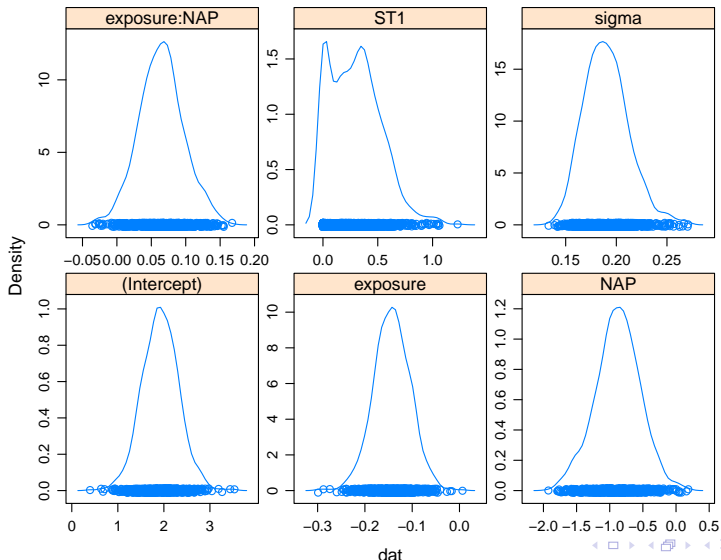 exposure:NAP ST1 sigma
0 5 10
0.0 0.5 1.0 1.5
0 5 10 15
−0.05 0.00 0.05 0.10 0.15 0.20
0.0 0.5 1.0
0.15 0.20 0.25
Density
(Intercept) exposure NAP
0.0 0.2 0.4 0.6 0.8 1.0
0 2 4 6 8 10
0.0 0.2 0.4 0.6 0.8 1.0 1.2
0 1 2 3
−0.3 −0.2 −0.1 0.0
−2.0 −1.5 −1.0 −0.5 0.0 0.5
dat